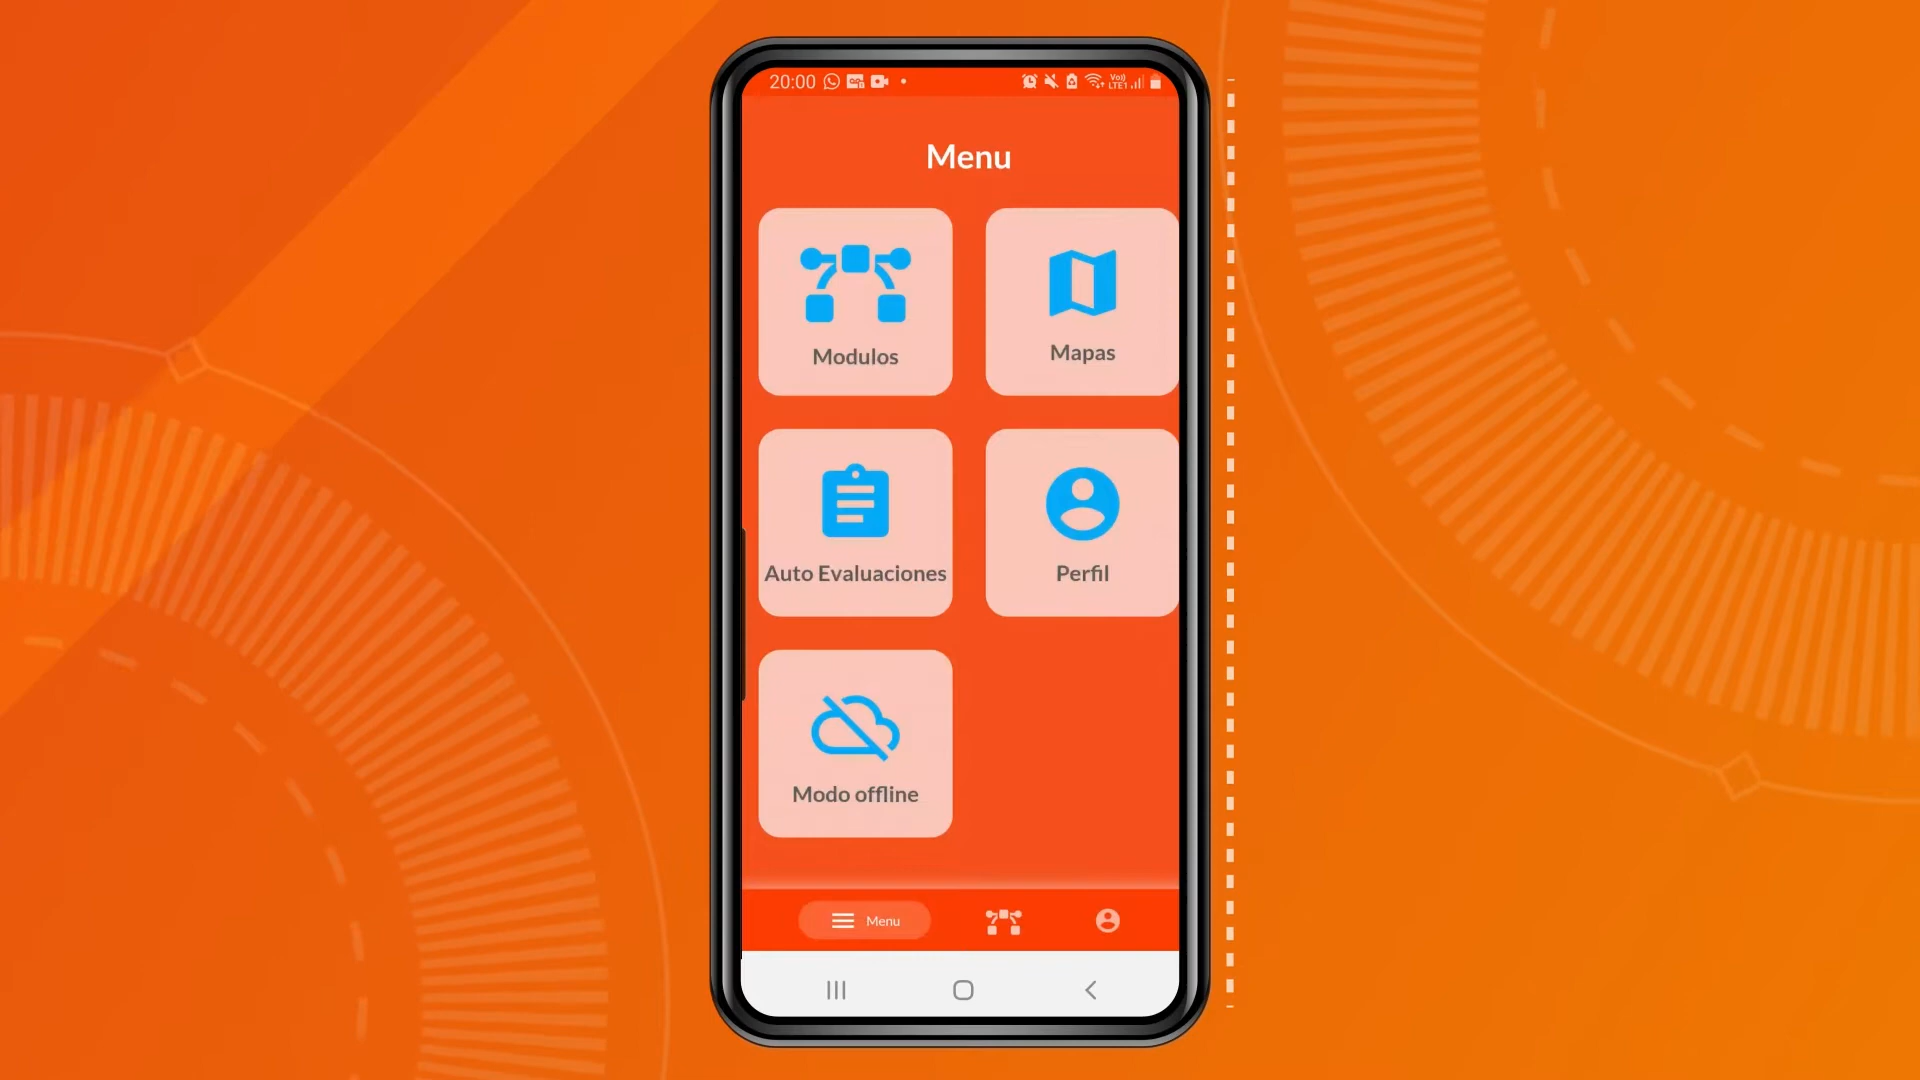 20:00
Menu
Modulos
Mapas
Auto Evaluaciones
Perfil
Modo offline
Menu